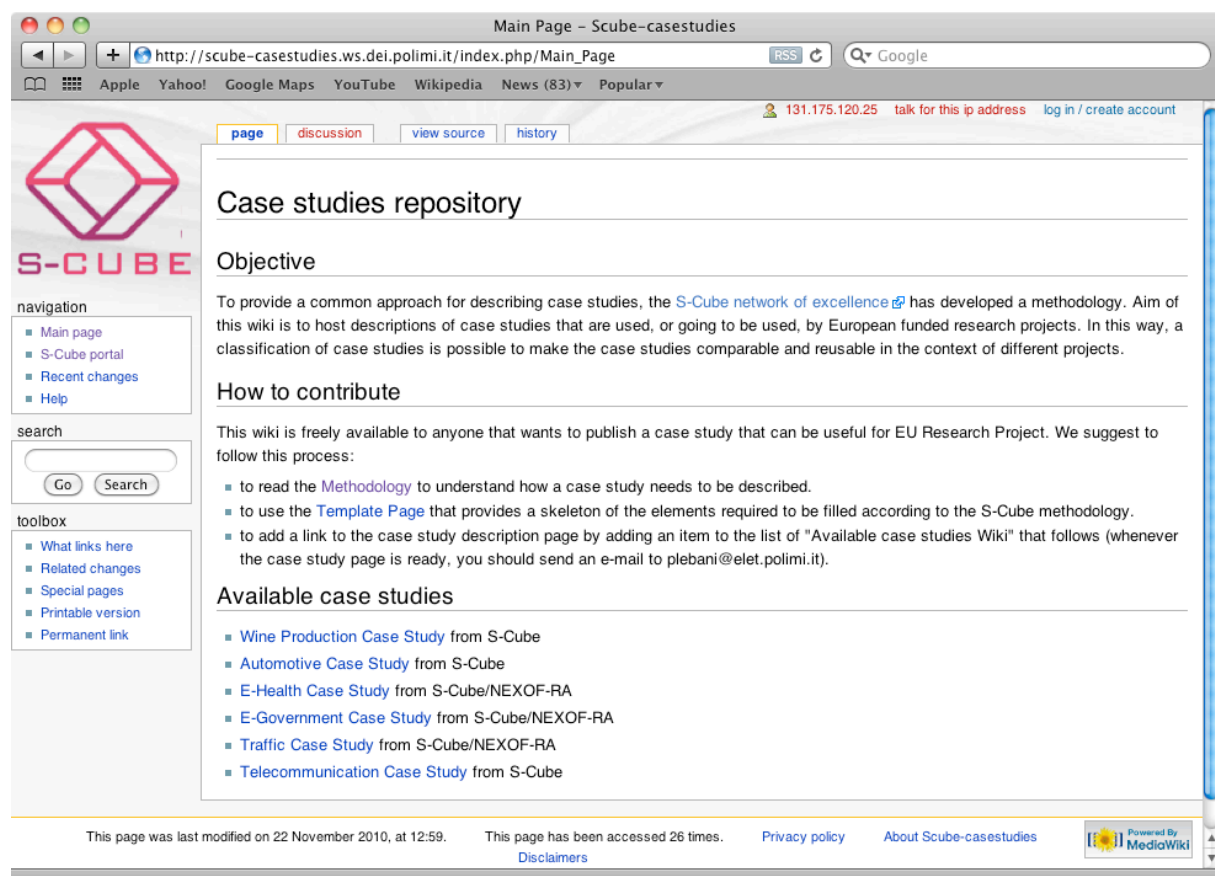 Main Page – Scube-casestudies
http://scube-casestudies.ws.dei.polimi.it/index.php/Main_Page
RSS
Google
Apple Yahoo! Google Maps YouTube Wikipedia News (83) Popular
131.175.120.25 talk for this ip address log in / create account
page discussion view source history
S-CUBE
navigation
Main page
S-Cube portal
Recent changes
Help
search
Go Search
toolbox
What links here
Related changes
Special pages
Printable version
Permanent link
Case studies repository
Objective
To provide a common approach for describing case studies, the S-Cube network of excellence has developed a methodology. Aim of
this wiki is to host descriptions of case studies that are used, or going to be used, by European funded research projects. In this way, a
classification of case studies is possible to make the case studies comparable and reusable in the context of different projects.
How to contribute
This wiki is freely available to anyone that wants to publish a case study that can be useful for EU Research Project. We suggest to
follow this process:
to read the Methodology to understand how a case study needs to be described.
to use the Template Page that provides a skeleton of the elements required to be filled according to the S-Cube methodology.
to add a link to the case study description page by adding an item to the list of "Available case studies Wiki" that follows (whenever
the case study page is ready, you should send an e-mail to plebani@elet.polimi.it).
Available case studies
Wine Production Case Study from S-Cube
Automotive Case Study from S-Cube
E-Health Case Study from S-Cube/NEXOF-RA
E-Government Case Study from S-Cube/NEXOF-RA
Traffic Case Study from S-Cube/NEXOF-RA
Telecommunication Case Study from S-Cube
This page was last modified on 22 November 2010, at 12:59. This page has been accessed 26 times. Privacy policy About Scube-casestudies
Disclaimers
Powered By
MediaWiki